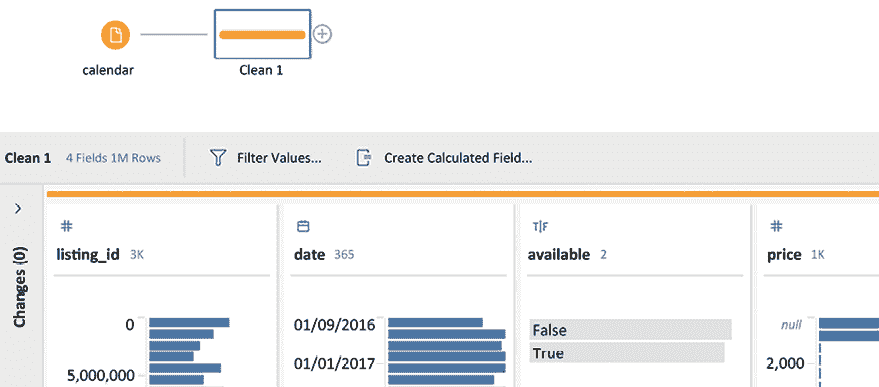 calendar
Clean 1
Clean 1 4 Fields 1M Rows Filter Values... Create Calculated Field...
Changes (0)
# # T|F
listing_id 3K date 365 available 2 price 1K
0 01/09/2016 False null
True
01/01/2017 2,000
5,000,000